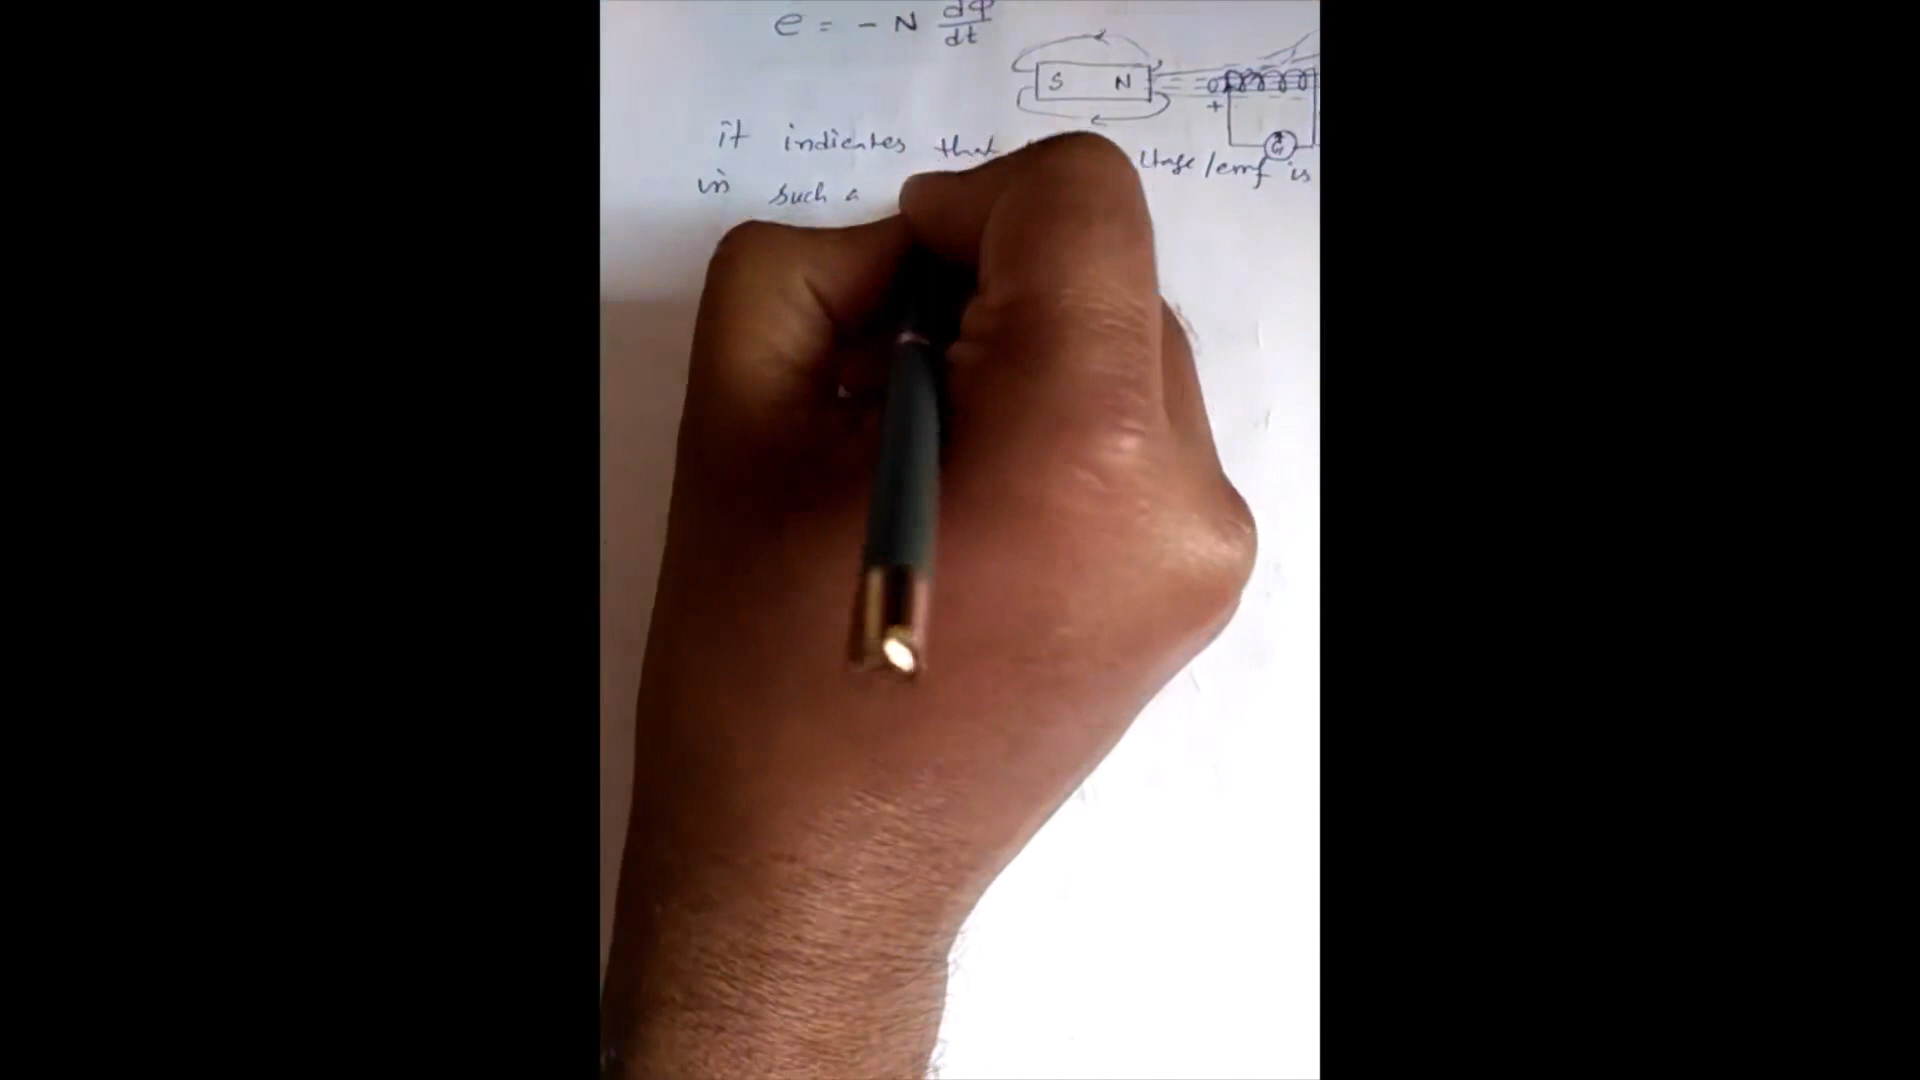 e = - N dφ/dt
S N
+
G
it indicates that ltage/emf is
in such a